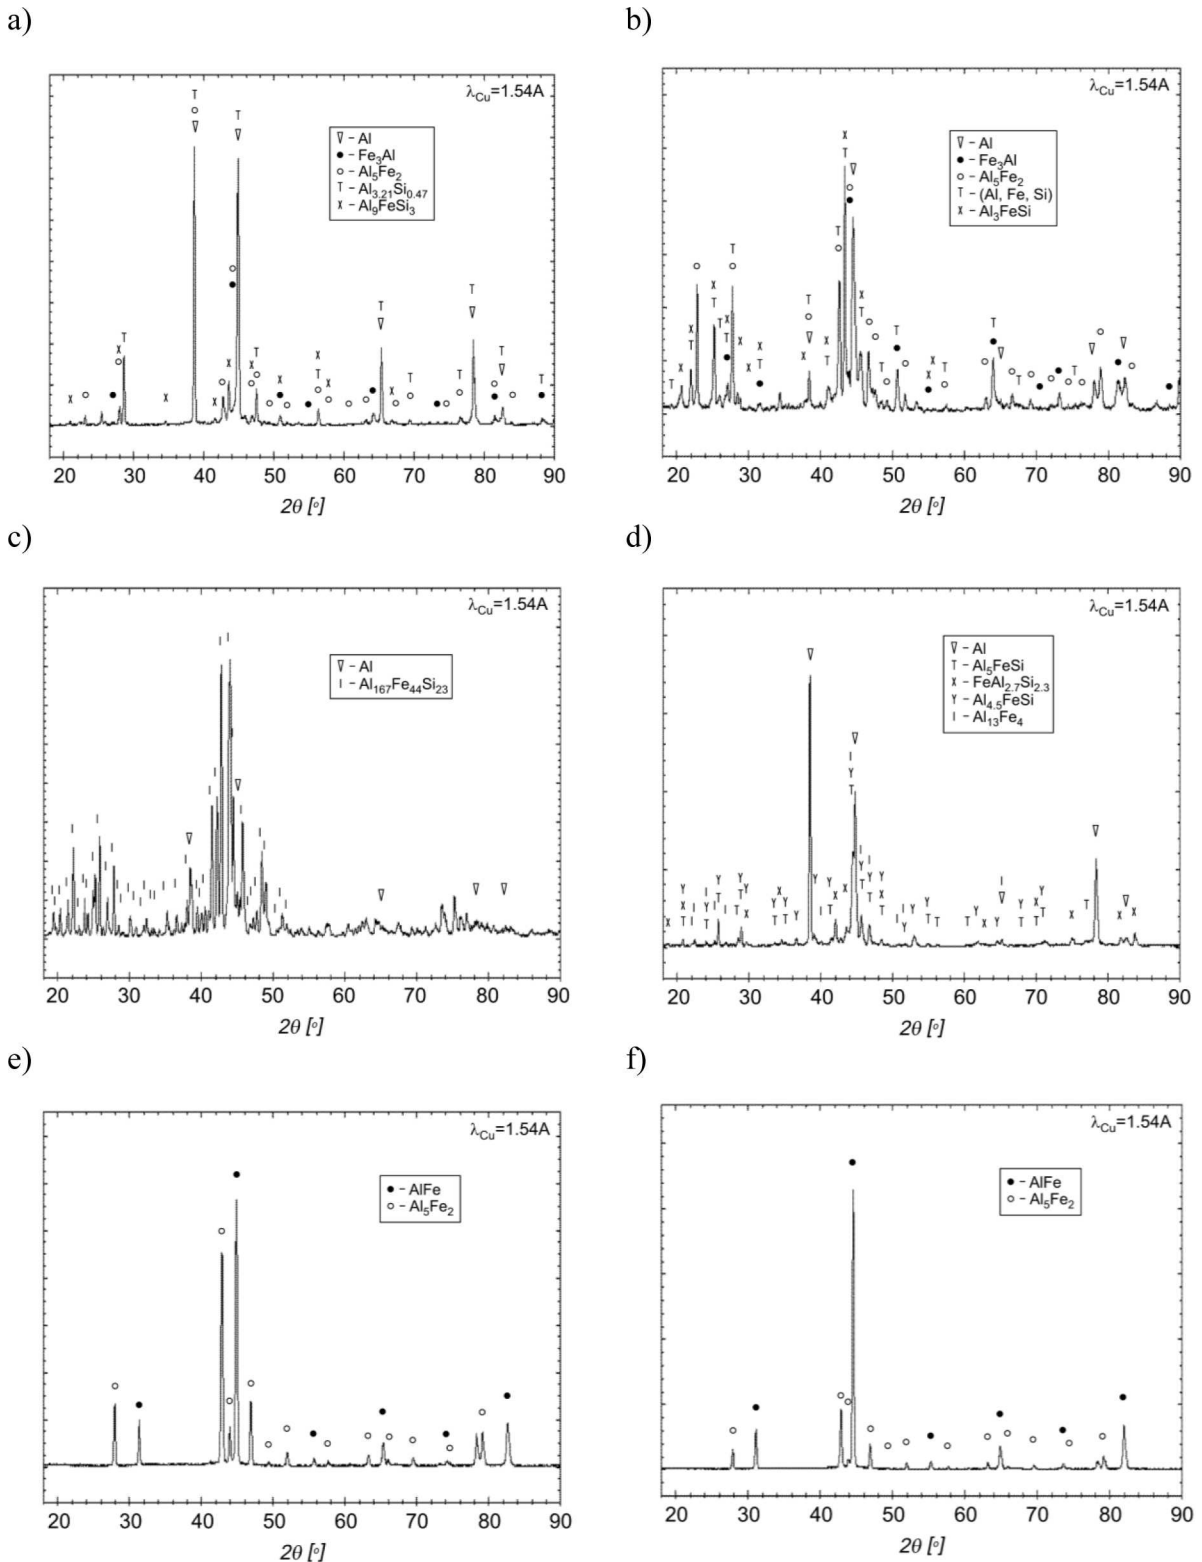 a)
λCu=1.54A
∇ - Al
● - Fe3Al
○ - Al5Fe2
T - Al3.21Si0.47
x - Al9FeSi3
20 30 40 50 60 70 80 90
2θ [o]
b)
λCu=1.54A
∇ - Al
● - Fe3Al
○ - Al5Fe2
T - (Al, Fe, Si)
x - Al3FeSi
20 30 40 50 60 70 80 90
2θ [o]
c)
λCu=1.54A
∇ - Al
I - Al167Fe44Si23
20 30 40 50 60 70 80 90
2θ [o]
d)
λCu=1.54A
∇ - Al
T - Al5FeSi
x - FeAl2.7Si2.3
Y - Al4.5FeSi
I - Al13Fe4
20 30 40 50 60 70 80 90
2θ [o]
e)
λCu=1.54A
● - AlFe
○ - Al5Fe2
20 30 40 50 60 70 80 90
2θ [o]
f)
λCu=1.54A
● - AlFe
○ - Al5Fe2
20 30 40 50 60 70 80 90
2θ [o]